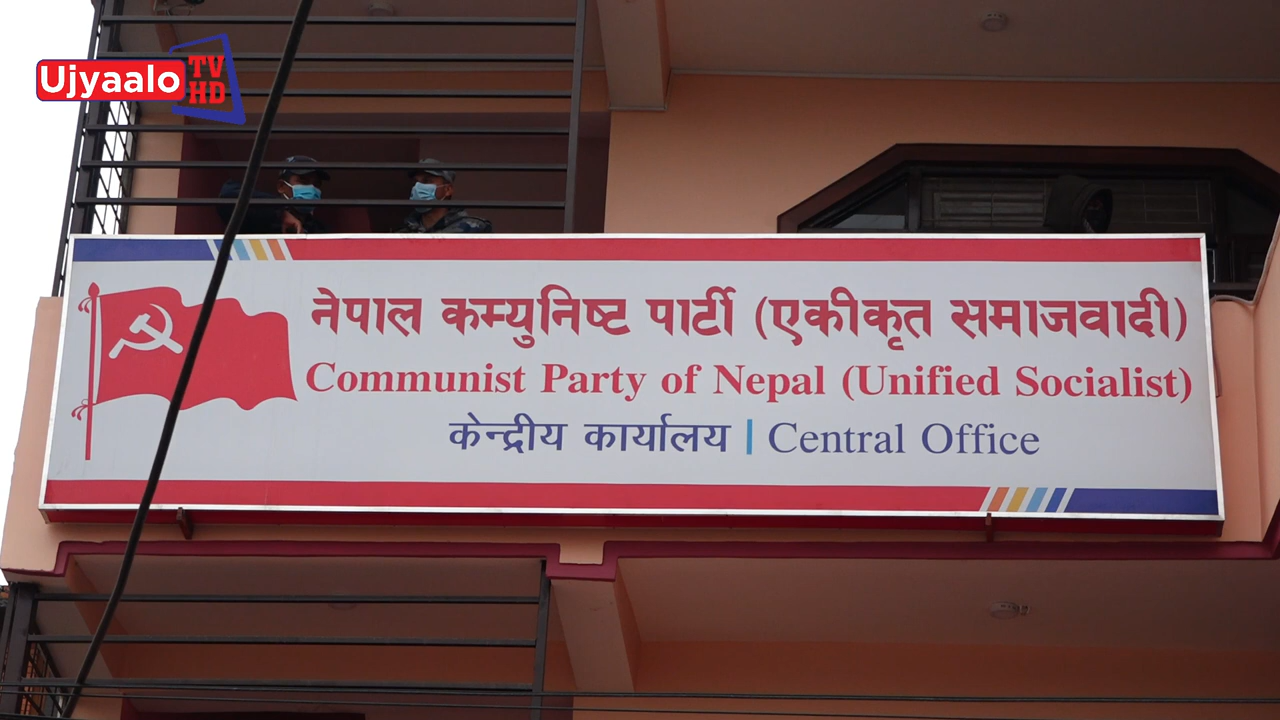 Ujyaalo TV HD
नेपाल कम्युनिष्ट पार्टी (एकीकृत समाजवादी)
Communist Party of Nepal (Unified Socialist)
केन्द्रीय कार्यालय | Central Office